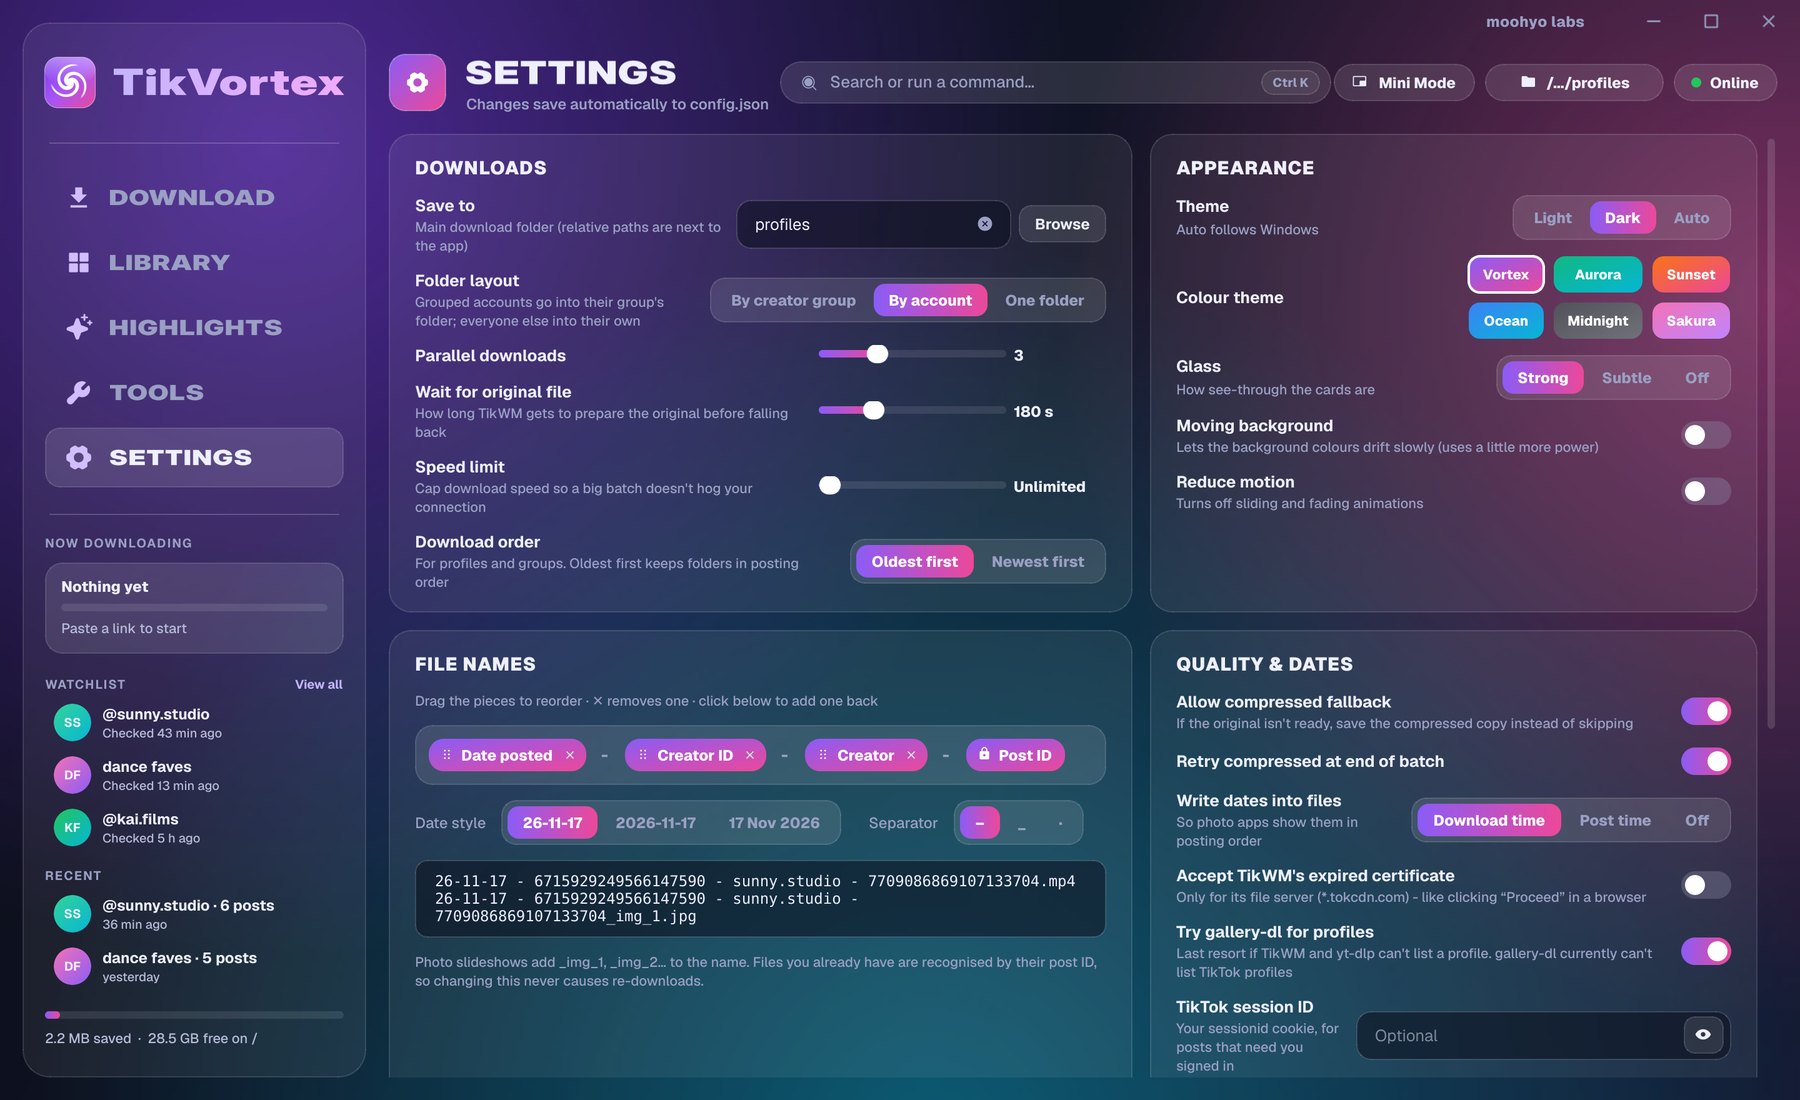 moohyo labs
TikVortex
DOWNLOAD
LIBRARY
HIGHLIGHTS
TOOLS
SETTINGS
NOW DOWNLOADING
Nothing yet
Paste a link to start
WATCHLIST
View all
SS
@sunny.studio
Checked 43 min ago
DF
dance faves
Checked 13 min ago
KF
@kai.films
Checked 5 h ago
RECENT
SS
@sunny.studio · 6 posts
36 min ago
DF
dance faves · 5 posts
yesterday
2.2 MB saved · 28.5 GB free on /
SETTINGS
Changes save automatically to config.json
Search or run a command...
Ctrl K
Mini Mode
/.../profiles
Online
DOWNLOADS
Save to
Main download folder (relative paths are next to
the app)
profiles
Browse
Folder layout
Grouped accounts go into their group's
folder; everyone else into their own
By creator group
By account
One folder
Parallel downloads
3
Wait for original file
How long TikWM gets to prepare the original before falling
back
180 s
Speed limit
Cap download speed so a big batch doesn't hog your
connection
Unlimited
Download order
For profiles and groups. Oldest first keeps folders in posting
order
Oldest first
Newest first
APPEARANCE
Theme
Auto follows Windows
Light
Dark
Auto
Colour theme
Vortex
Aurora
Sunset
Ocean
Midnight
Sakura
Glass
How see-through the cards are
Strong
Subtle
Off
Moving background
Lets the background colours drift slowly (uses a little more power)
Reduce motion
Turns off sliding and fading animations
FILE NAMES
Drag the pieces to reorder · ✕ removes one · click below to add one back
Date posted ✕ - Creator ID ✕ - Creator ✕ - Post ID
Date style
26-11-17
2026-11-17
17 Nov 2026
Separator
–
_
·
26-11-17 - 6715929249566147590 - sunny.studio - 7709086869107133704.mp4
26-11-17 - 6715929249566147590 - sunny.studio -
7709086869107133704_img_1.jpg
Photo slideshows add _img_1, _img_2... to the name. Files you already have are recognised by their post ID,
so changing this never causes re-downloads.
QUALITY & DATES
Allow compressed fallback
If the original isn't ready, save the compressed copy instead of skipping
Retry compressed at end of batch
Write dates into files
So photo apps show them in
posting order
Download time
Post time
Off
Accept TikWM's expired certificate
Only for its file server (*.tokcdn.com) - like clicking “Proceed” in a browser
Try gallery-dl for profiles
Last resort if TikWM and yt-dlp can't list a profile. gallery-dl currently can't
list TikTok profiles
TikTok session ID
Your sessionid cookie, for
posts that need you
signed in
Optional